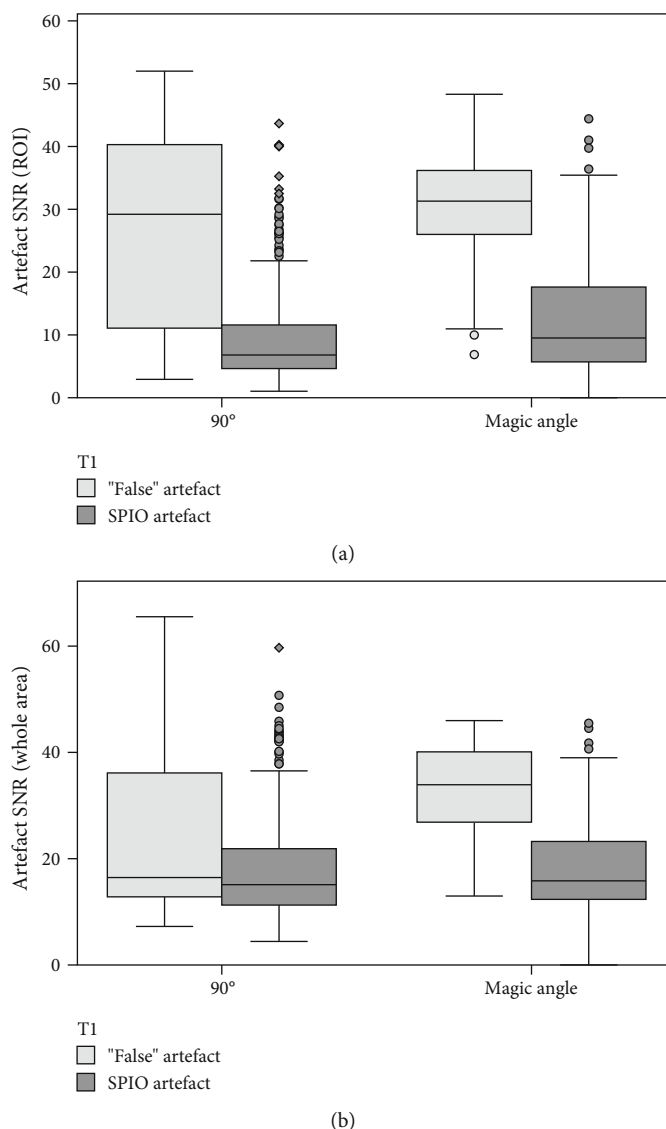 60
50
40
30
20
10
0
Artefact SNR (ROI)
90° Magic angle
T1
"False" artefact
SPIO artefact
(a)
60
40
20
0
Artefact SNR (whole area)
90° Magic angle
T1
"False" artefact
SPIO artefact
(b)